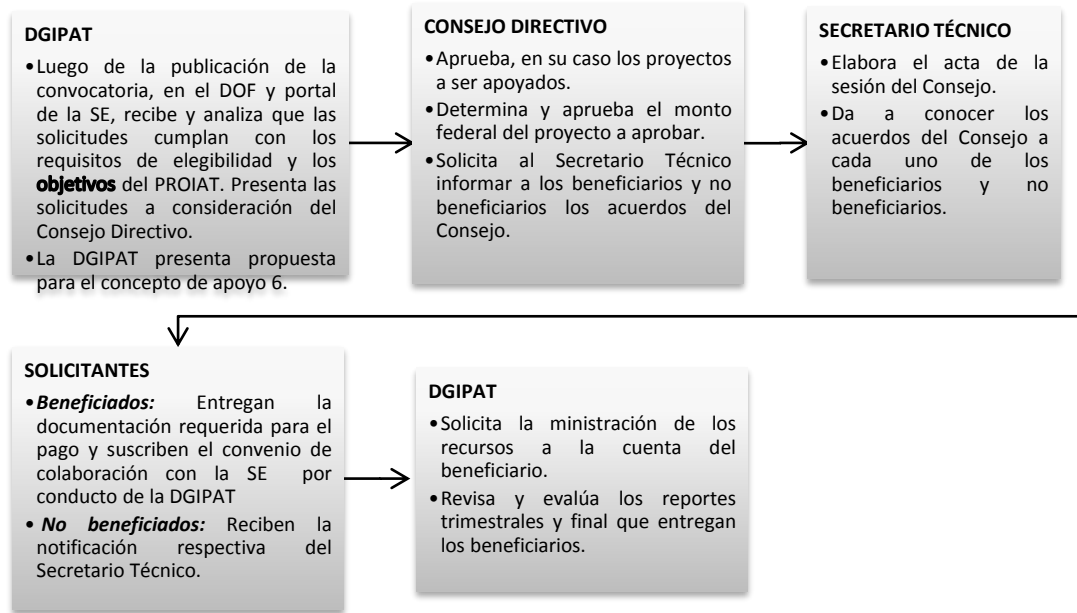 DGIPAT
•Luego de la publicación de la
convocatoria, en el DOF y portal
de la SE, recibe y analiza que las
solicitudes cumplan con los
requisitos de elegibilidad y los
objetivos del PROIAT. Presenta las
solicitudes a consideración del
Consejo Directivo.
•La DGIPAT presenta propuesta
para el concepto de apoyo 6.
CONSEJO DIRECTIVO
•Aprueba, en su caso los proyectos
a ser apoyados.
•Determina y aprueba el monto
federal del proyecto a aprobar.
•Solicita al Secretario Técnico
informar a los beneficiarios y no
beneficiarios los acuerdos del
Consejo.
SECRETARIO TÉCNICO
•Elabora el acta de la
sesión del Consejo.
•Da a conocer los
acuerdos del Consejo a
cada uno de los
beneficiarios y no
beneficiarios.
SOLICITANTES
•Beneficiados: Entregan la
documentación requerida para el
pago y suscriben el convenio de
colaboración con la SE por
conducto de la DGIPAT
• No beneficiados: Reciben la
notificación respectiva del
Secretario Técnico.
DGIPAT
•Solicita la ministración de los
recursos a la cuenta del
beneficiario.
•Revisa y evalúa los reportes
trimestrales y final que entregan
los beneficiarios.